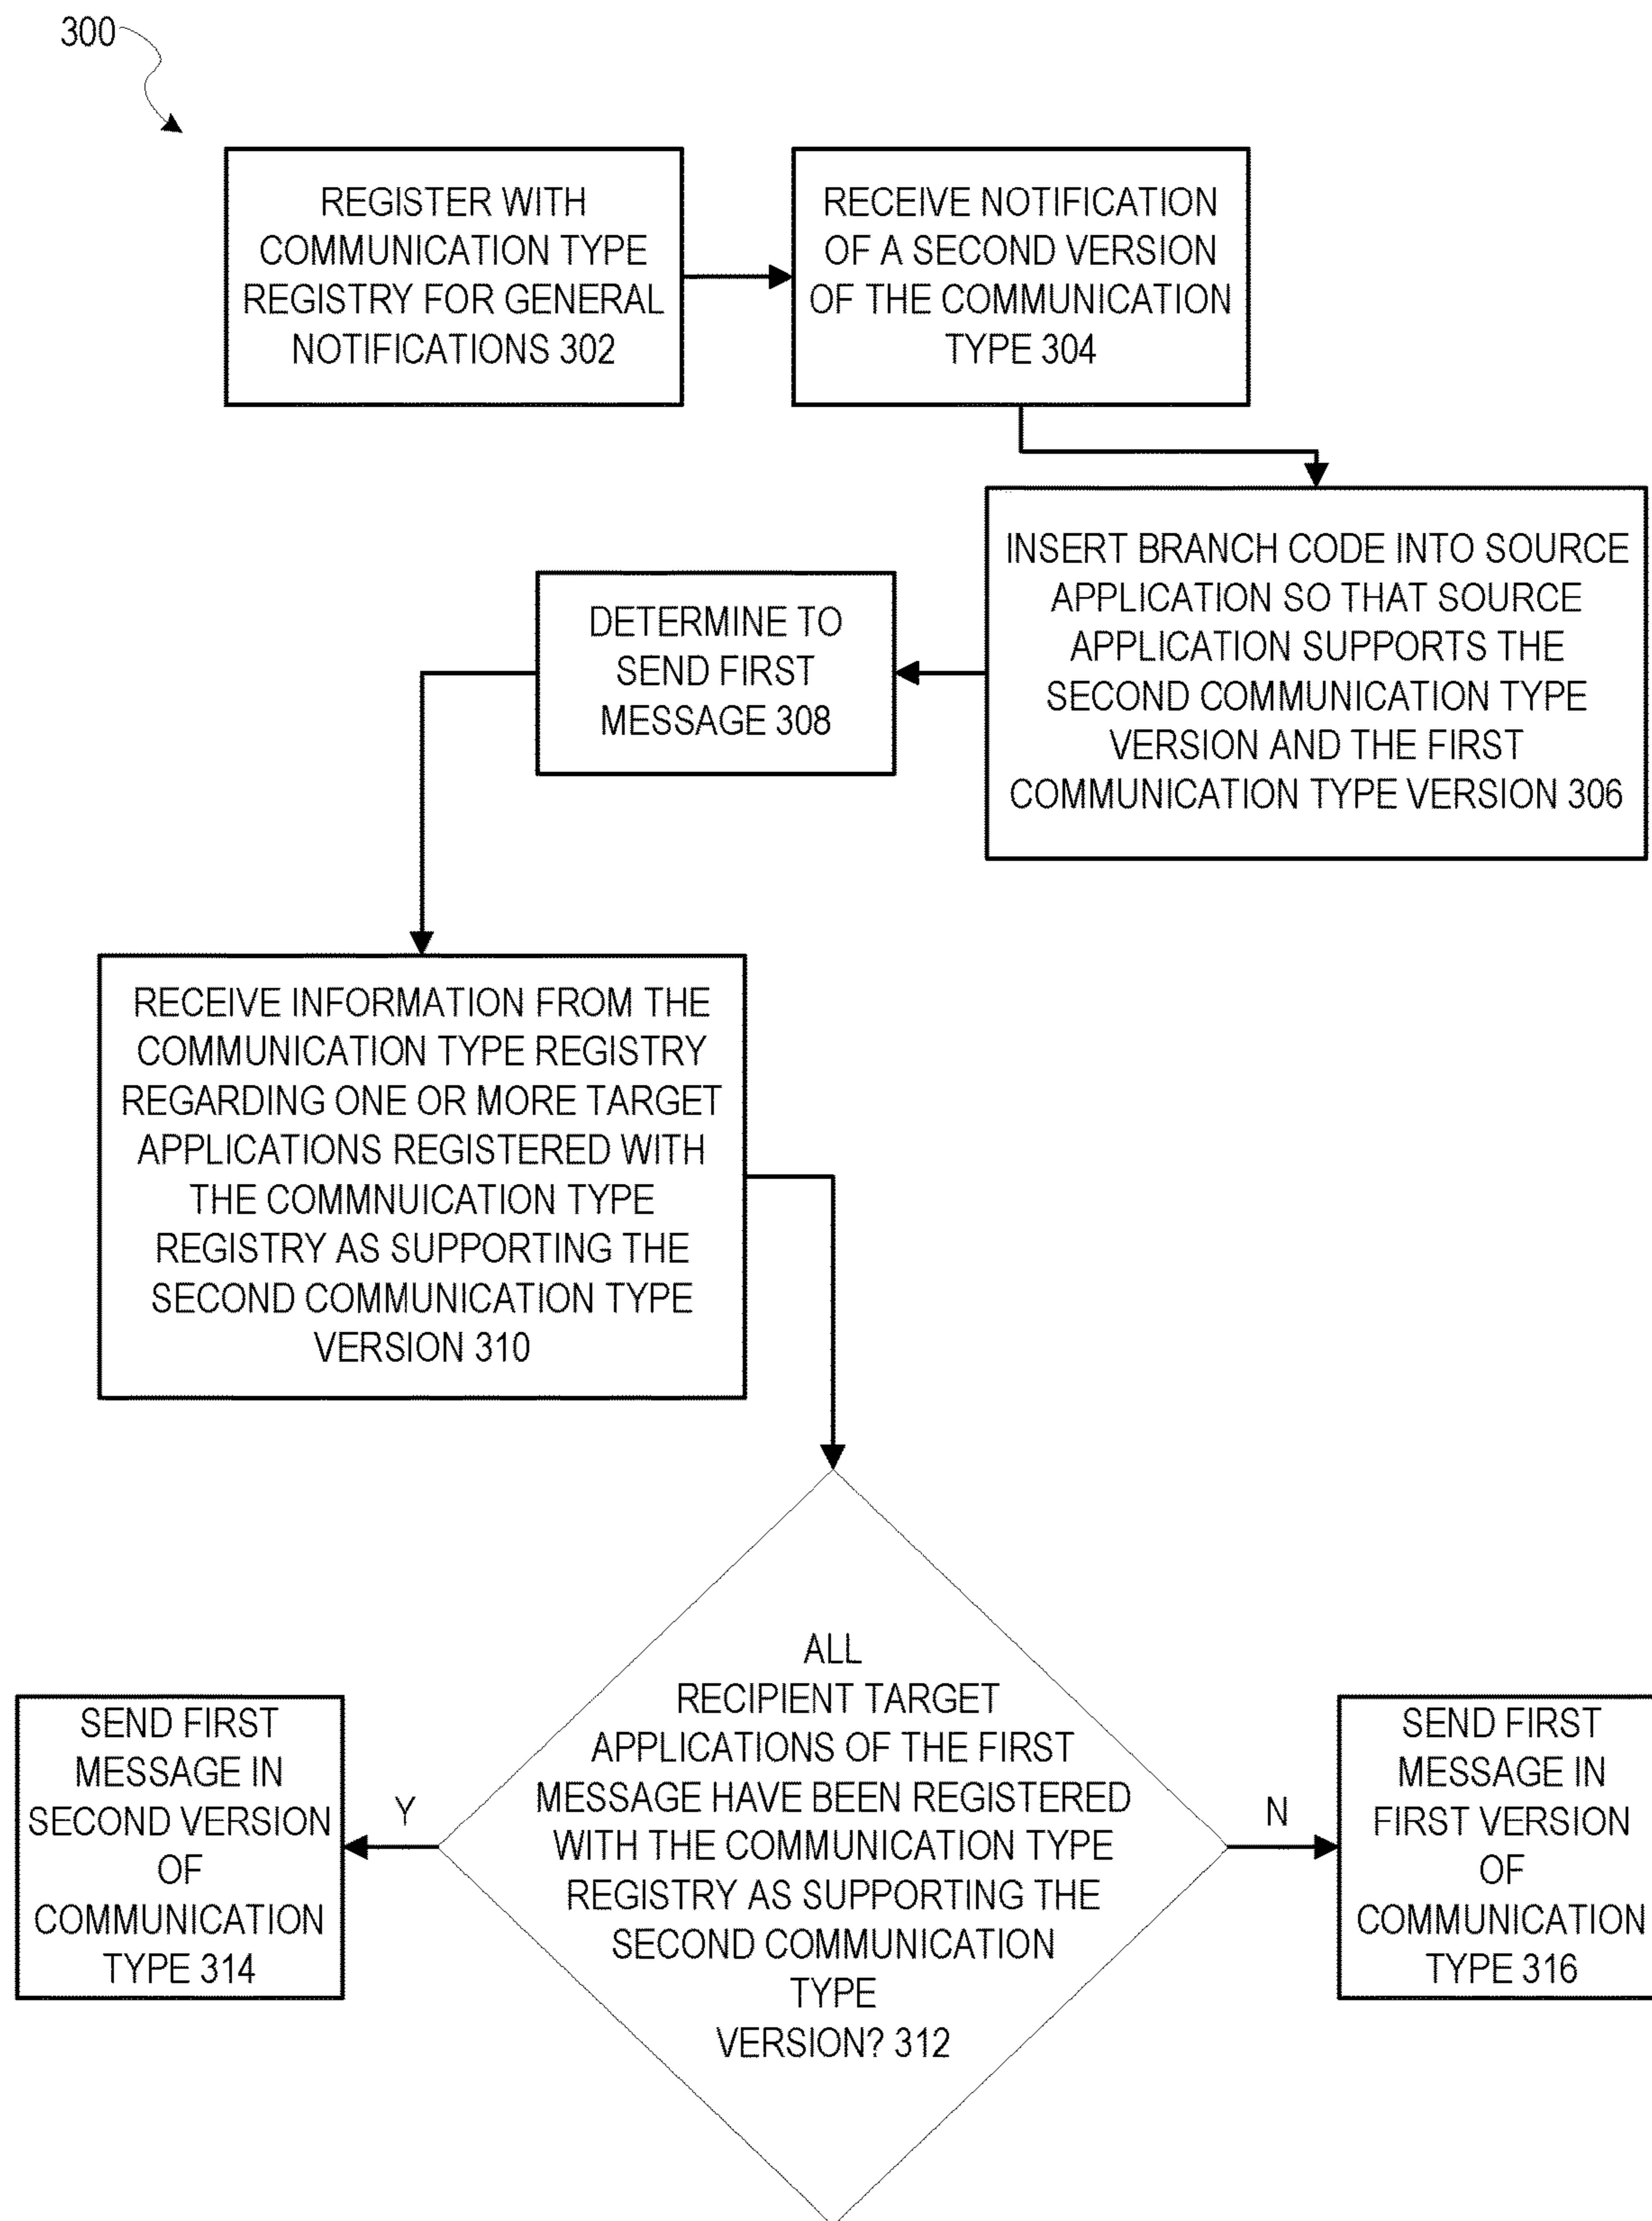 300
REGISTER WITH
COMMUNICATION TYPE
REGISTRY FOR GENERAL
NOTIFICATIONS 302
RECEIVE NOTIFICATION
OF A SECOND VERSION
OF THE COMMUNICATION
TYPE 304
INSERT BRANCH CODE INTO SOURCE
APPLICATION SO THAT SOURCE
APPLICATION SUPPORTS THE
SECOND COMMUNICATION TYPE
VERSION AND THE FIRST
COMMUNICATION TYPE VERSION 306
DETERMINE TO
SEND FIRST
MESSAGE 308
RECEIVE INFORMATION FROM THE
COMMUNICATION TYPE REGISTRY
REGARDING ONE OR MORE TARGET
APPLICATIONS REGISTERED WITH
THE COMMNUICATION TYPE
REGISTRY AS SUPPORTING THE
SECOND COMMUNICATION TYPE
VERSION 310
ALL
RECIPIENT TARGET
APPLICATIONS OF THE FIRST
MESSAGE HAVE BEEN REGISTERED
WITH THE COMMUNICATION TYPE
REGISTRY AS SUPPORTING THE
SECOND COMMUNICATION
TYPE
VERSION? 312
Y
SEND FIRST
MESSAGE IN
SECOND VERSION
OF
COMMUNICATION
TYPE 314
N
SEND FIRST
MESSAGE IN
FIRST VERSION
OF
COMMUNICATION
TYPE 316